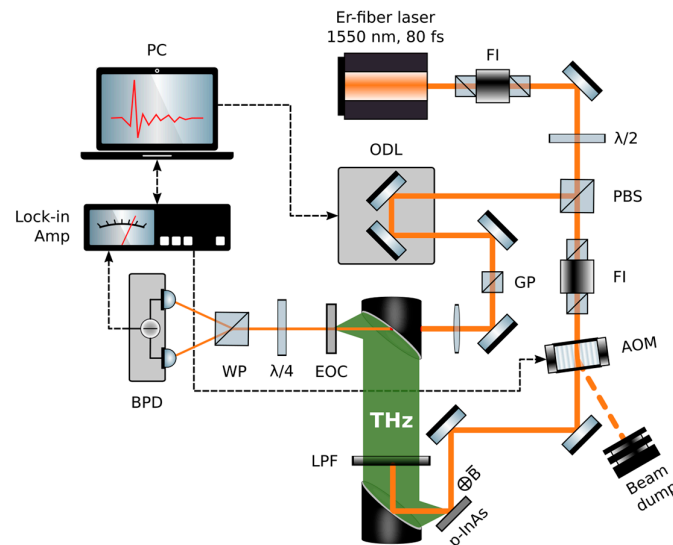 Er-fiber laser
1550 nm, 80 fs
PC
FI
λ/2
ODL
PBS
Lock-in
Amp
GP
FI
AOM
BPD
WP
λ/4
EOC
THz
LPF
⊕B̅
p-InAs
Beam
dump